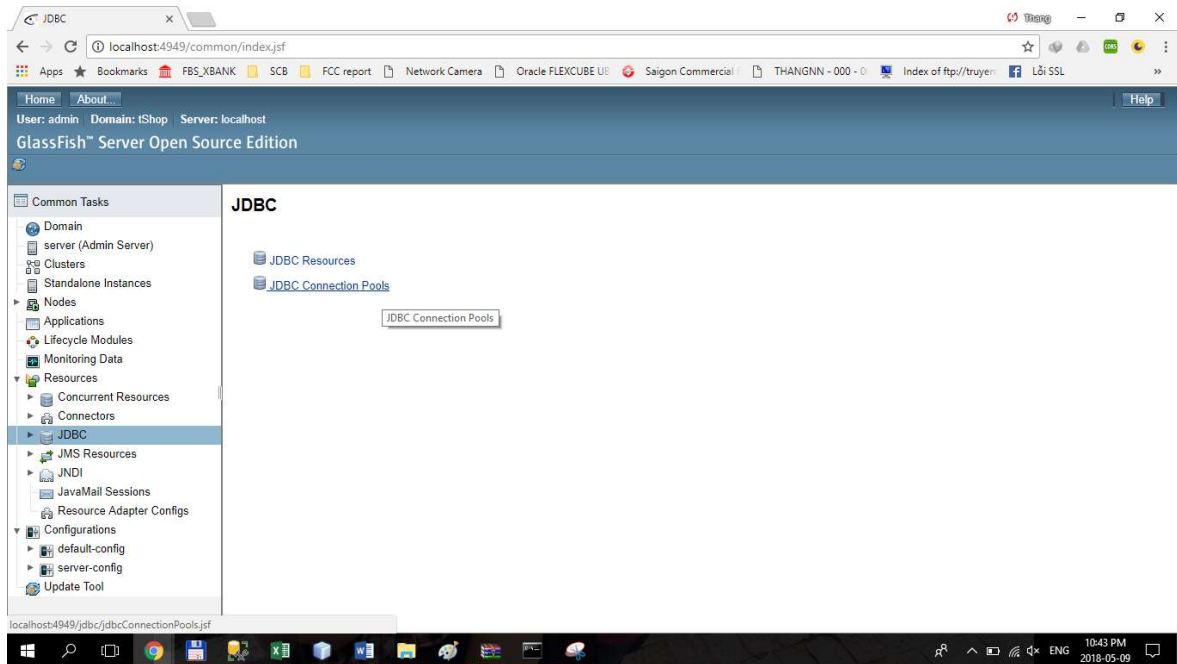 JDBC
Thang
localhost:4949/common/index.jsf
Apps Bookmarks FBS_XBANK SCB FCC report Network Camera Oracle FLEXCUBE UB Saigon Commercial THANGNN - 000 - 0 Index of ftp://truyen Lỗi SSL »
Home About... Help
User: admin Domain: tShop Server: localhost
GlassFish™ Server Open Source Edition
Common Tasks
Domain
server (Admin Server)
Clusters
Standalone Instances
Nodes
Applications
Lifecycle Modules
Monitoring Data
Resources
Concurrent Resources
Connectors
JDBC
JMS Resources
JNDI
JavaMail Sessions
Resource Adapter Configs
Configurations
default-config
server-config
Update Tool
JDBC
JDBC Resources
JDBC Connection Pools
JDBC Connection Pools
localhost:4949/jdbc/jdbcConnectionPools.jsf
ENG
10:43 PM
2018-05-09